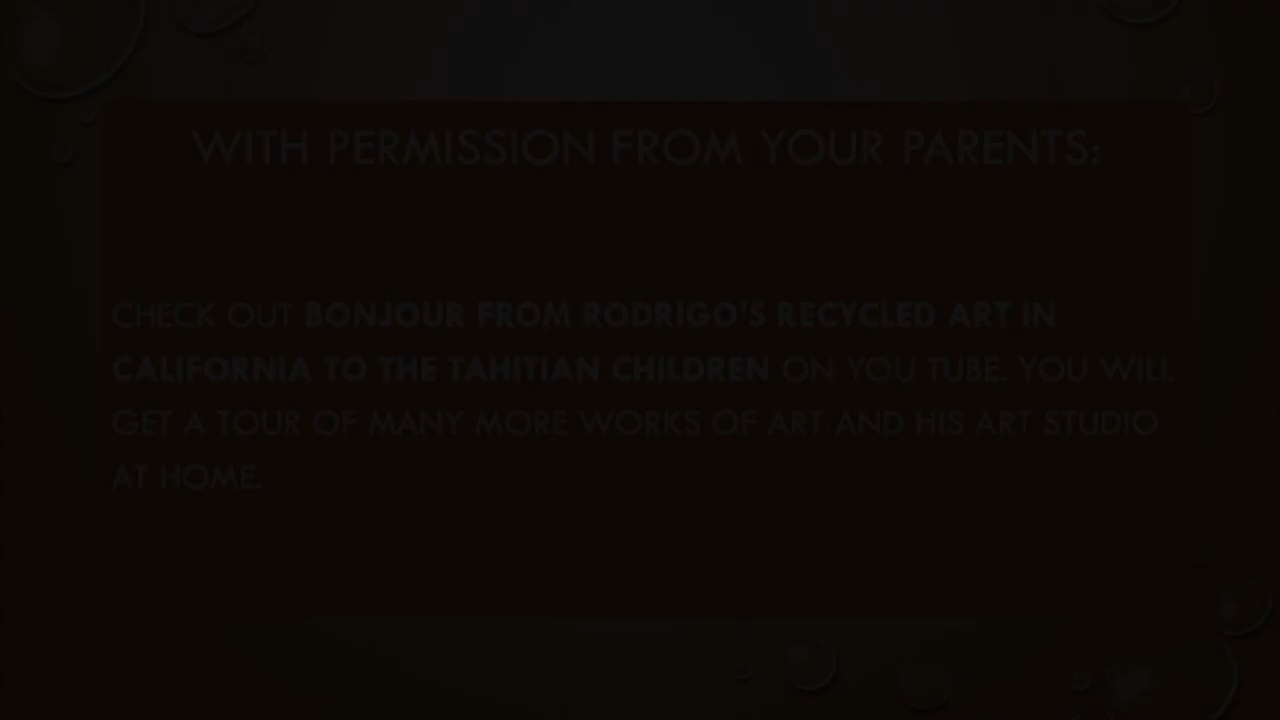 WITH PERMISSION FROM YOUR PARENTS:
CHECK OUT BONJOUR FROM RODRIGO'S RECYCLED ART IN
CALIFORNIA TO THE TAHITIAN CHILDREN ON YOU TUBE. YOU WILL
GET A TOUR OF MANY MORE WORKS OF ART AND HIS ART STUDIO
AT HOME.